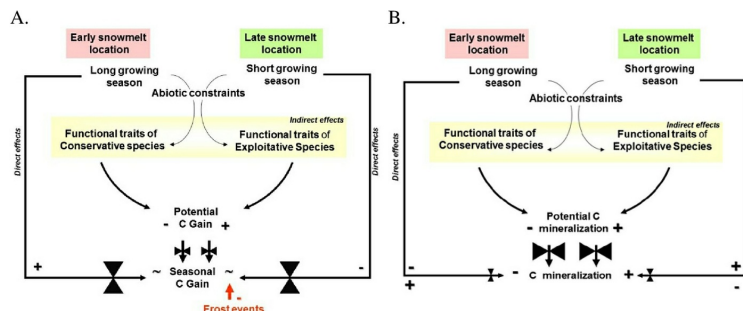 A.
Early snowmelt
location
Late snowmelt
location
Long growing
season
Short growing
season
Abiotic constraints
Indirect effects
Functional traits of
Conservative species
Functional traits of
Exploitative Species
Direct effects
Direct effects
Potential
C Gain
- +
+ -
~ Seasonal ~
C Gain
-
Frost events
B.
Early snowmelt
location
Late snowmelt
location
Long growing
season
Short growing
season
Abiotic constraints
Indirect effects
Functional traits of
Conservative species
Functional traits of
Exploitative Species
Direct effects
Direct effects
Potential C
- mineralization +
- +
- C mineralization +
+ -